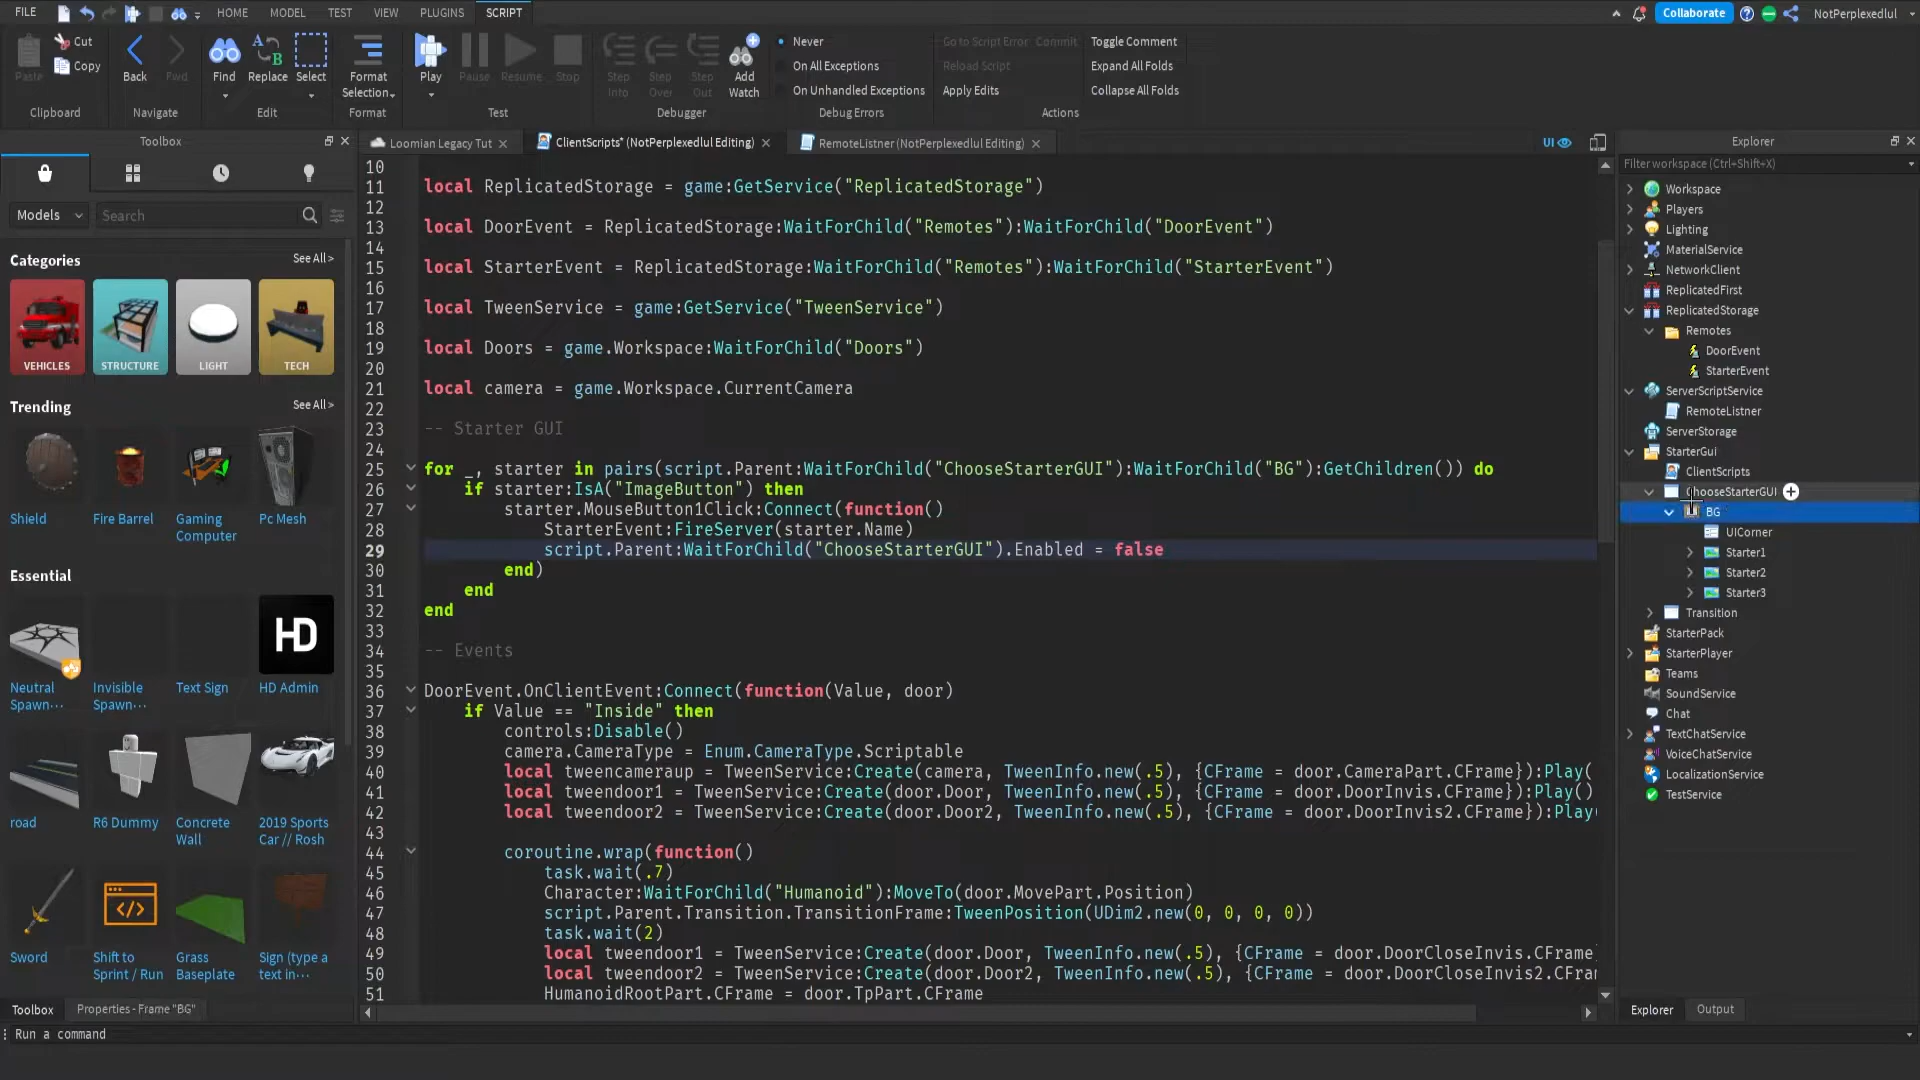 FILE
HOME
MODEL
TEST
VIEW
PLUGINS
SCRIPT
Collaborate
NotPerplexedlul
Paste
Cut
Copy
Clipboard
Back
Fwd
Navigate
Find
Replace
Select
Edit
Format
Selection
Format
Play
Pause
Resume
Stop
Test
Step
Into
Step
Over
Step
Out
Add
Watch
Debugger
Never
On All Exceptions
On Unhandled Exceptions
Debug Errors
Go to Script Error
Commit
Reload Script
Apply Edits
Toggle Comment
Expand All Folds
Collapse All Folds
Actions
Toolbox
Models
Search
Categories
See All>
VEHICLES
STRUCTURE
LIGHT
TECH
Trending
See All>
Shield
Fire Barrel
Gaming
Computer
Pc Mesh
Essential
HD
Neutral
Spawn...
Invisible
Spawn...
Text Sign
HD Admin
road
R6 Dummy
Concrete
Wall
2019 Sports
Car // Rosh
Sword
Shift to
Sprint / Run
Grass
Baseplate
Sign (type a
text in...
Toolbox
Properties - Frame "BG"
Run a command
Loomian Legacy Tut
ClientScripts* (NotPerplexedlul Editing)
RemoteListner (NotPerplexedlul Editing)
UI
10
11 local ReplicatedStorage = game:GetService("ReplicatedStorage")
12
13 local DoorEvent = ReplicatedStorage:WaitForChild("Remotes"):WaitForChild("DoorEvent")
14
15 local StarterEvent = ReplicatedStorage:WaitForChild("Remotes"):WaitForChild("StarterEvent")
16
17 local TweenService = game:GetService("TweenService")
18
19 local Doors = game.Workspace:WaitForChild("Doors")
20
21 local camera = game.Workspace.CurrentCamera
22
23 -- Starter GUI
24
25 for _, starter in pairs(script.Parent:WaitForChild("ChooseStarterGUI"):WaitForChild("BG"):GetChildren()) do
26 if starter:IsA("ImageButton") then
27 starter.MouseButton1Click:Connect(function()
28 StarterEvent:FireServer(starter.Name)
29 script.Parent:WaitForChild("ChooseStarterGUI").Enabled = false
30 end)
31 end
32 end
33
34 -- Events
35
36 DoorEvent.OnClientEvent:Connect(function(Value, door)
37 if Value == "Inside" then
38 controls:Disable()
39 camera.CameraType = Enum.CameraType.Scriptable
40 local tweencameraup = TweenService:Create(camera, TweenInfo.new(.5), {CFrame = door.CameraPart.CFrame}):Play(
41 local tweendoor1 = TweenService:Create(door.Door, TweenInfo.new(.5), {CFrame = door.DoorInvis.CFrame}):Play()
42 local tweendoor2 = TweenService:Create(door.Door2, TweenInfo.new(.5), {CFrame = door.DoorInvis2.CFrame}):Play(
43
44 coroutine.wrap(function()
45 task.wait(.7)
46 Character:WaitForChild("Humanoid"):MoveTo(door.MovePart.Position)
47 script.Parent.Transition.TransitionFrame:TweenPosition(UDim2.new(0, 0, 0, 0))
48 task.wait(2)
49 local tweendoor1 = TweenService:Create(door.Door, TweenInfo.new(.5), {CFrame = door.DoorCloseInvis.CFrame
50 local tweendoor2 = TweenService:Create(door.Door2, TweenInfo.new(.5), {CFrame = door.DoorCloseInvis2.CFra
51 HumanoidRootPart.CFrame = door.TpPart.CFrame
Explorer
Filter workspace (Ctrl+Shift+X)
Workspace
Players
Lighting
MaterialService
NetworkClient
ReplicatedFirst
ReplicatedStorage
Remotes
DoorEvent
StarterEvent
ServerScriptService
RemoteListner
ServerStorage
StarterGui
ClientScripts
ChooseStarterGUI
BG
UICorner
Starter1
Starter2
Starter3
Transition
StarterPack
StarterPlayer
Teams
SoundService
Chat
TextChatService
VoiceChatService
LocalizationService
TestService
Explorer
Output